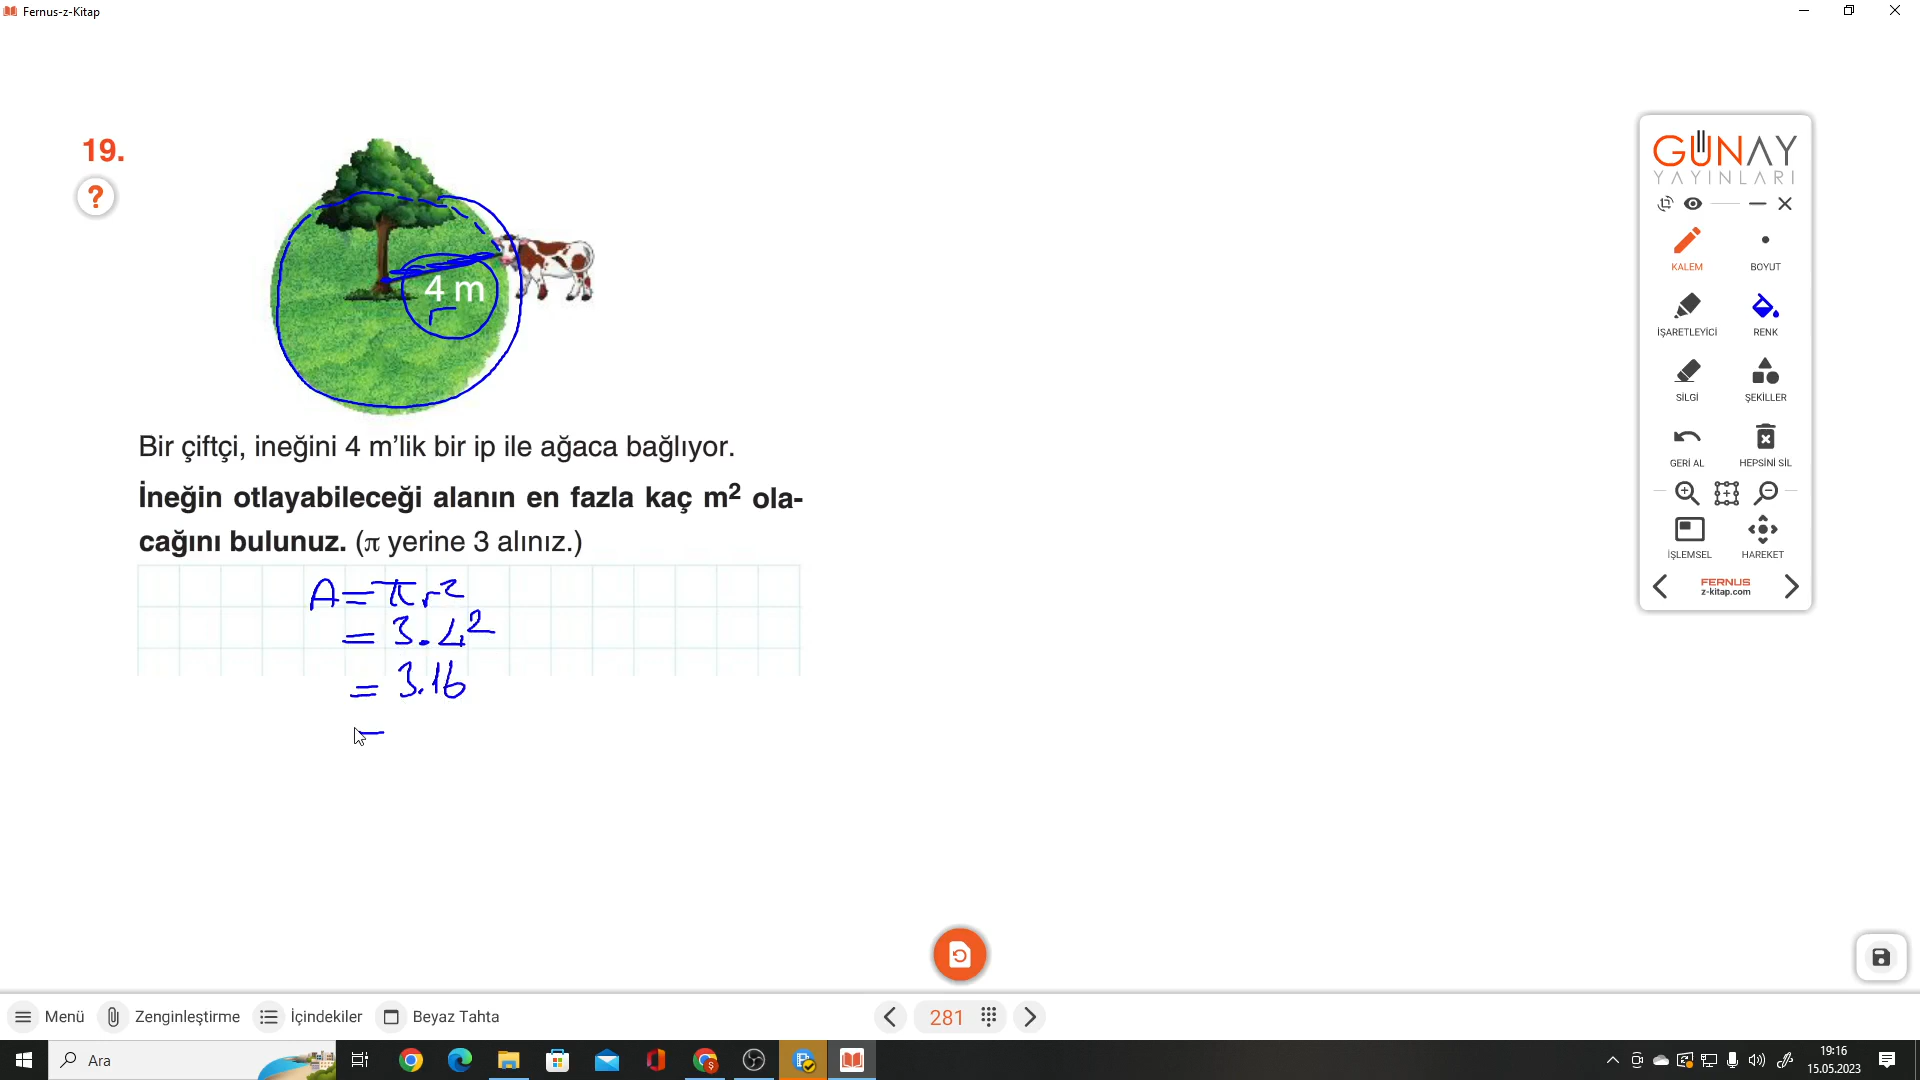 Fernus-z-Kitap
19.
?
4 m
r
Bir çiftçi, ineğini 4 m’lik bir ip ile ağaca bağlıyor.
İneğin otlayabileceği alanın en fazla kaç m² ola-
cağını bulunuz. (π yerine 3 alınız.)
A = πr²
= 3.4²
= 3.16
GÜNAY
YAYINLARI
KALEM
BOYUT
İŞARETLEYİCİ
RENK
SİLGİ
ŞEKİLLER
GERİ AL
HEPSİNİ SİL
İŞLEMSEL
HAREKET
FERNUS
z-kitap.com
Menü
Zenginleştirme
İçindekiler
Beyaz Tahta
281
Ara
19:16
15.05.2023